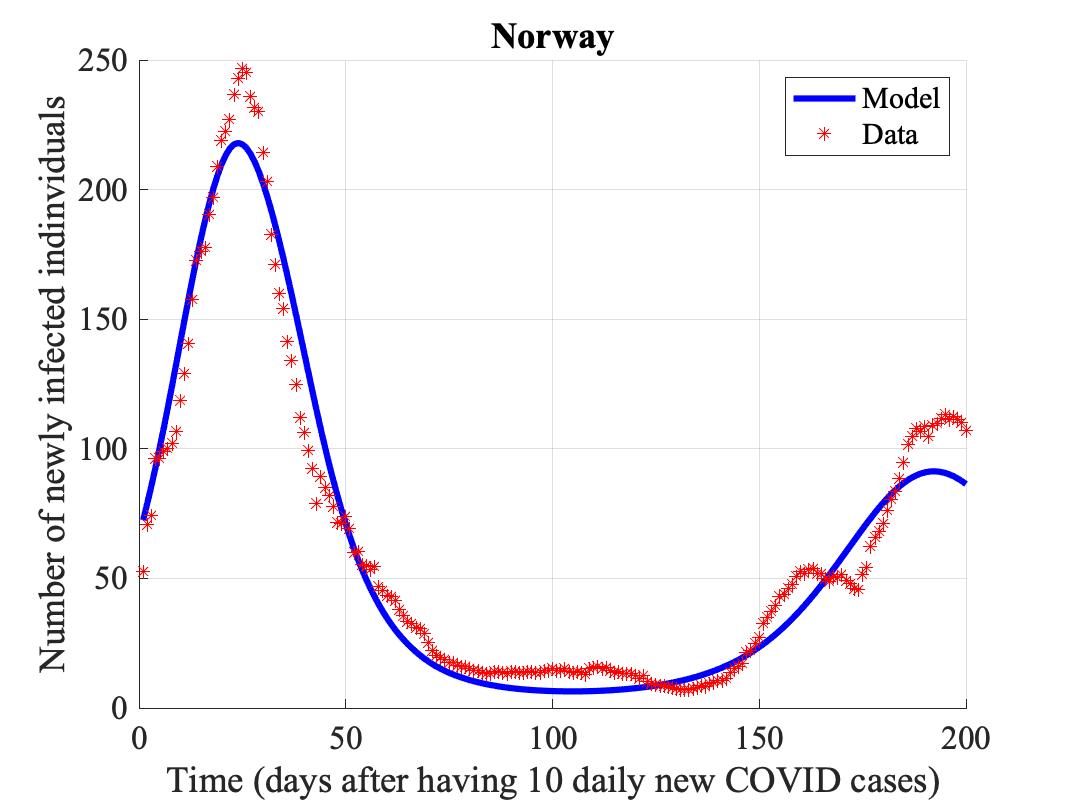 Norway
250
200
150
100
50
0
Number of newly infected indinviduals
Model
Data
0 50 100 150 200
Time (days after having 10 daily new COVID cases)